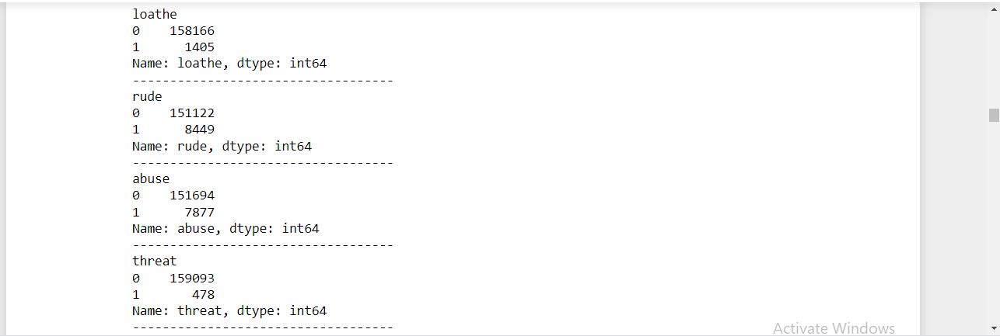 loathe
0    158166
1      1405
Name: loathe, dtype: int64
-----------------------------------
rude
0    151122
1      8449
Name: rude, dtype: int64
-----------------------------------
abuse
0    151694
1      7877
Name: abuse, dtype: int64
-----------------------------------
threat
0    159093
1       478
Name: threat, dtype: int64
-----------------------------------
Activate Windows